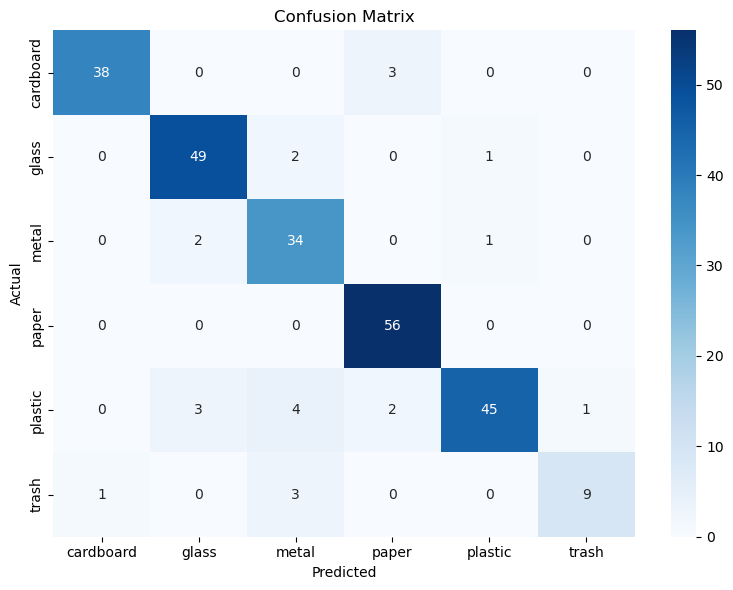 Confusion Matrix
Actual
cardboard 38 0 0 3 0 0
glass 0 49 2 0 1 0
metal 0 2 34 0 1 0
paper 0 0 0 56 0 0
plastic 0 3 4 2 45 1
trash 1 0 3 0 0 9
cardboard glass metal paper plastic trash
Predicted
50
40
30
20
10
0